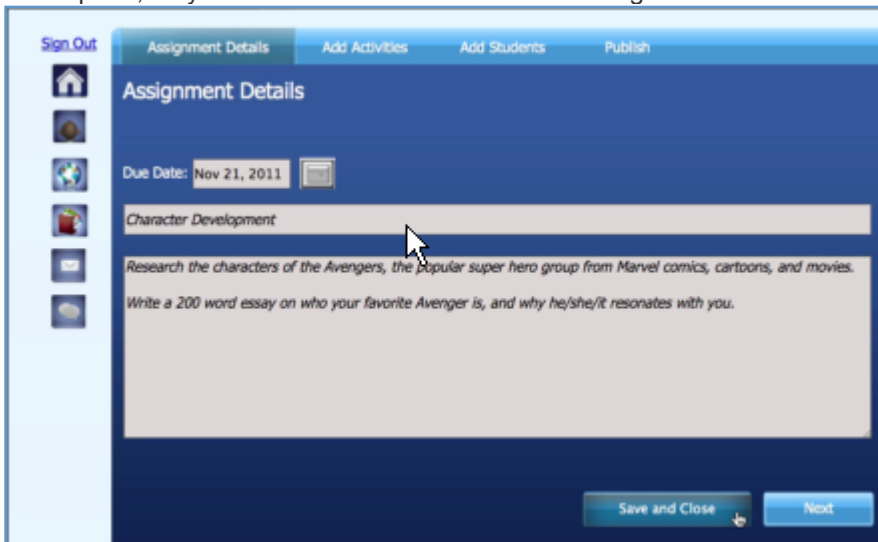 Sign Out
Assignment Details Add Activities Add Students Publish
Assignment Details
Due Date: Nov 21, 2011
Character Development
Research the characters of the Avengers, the popular super hero group from Marvel comics, cartoons, and movies.
Write a 200 word essay on who your favorite Avenger is, and why he/she/it resonates with you.
Save and Close Next